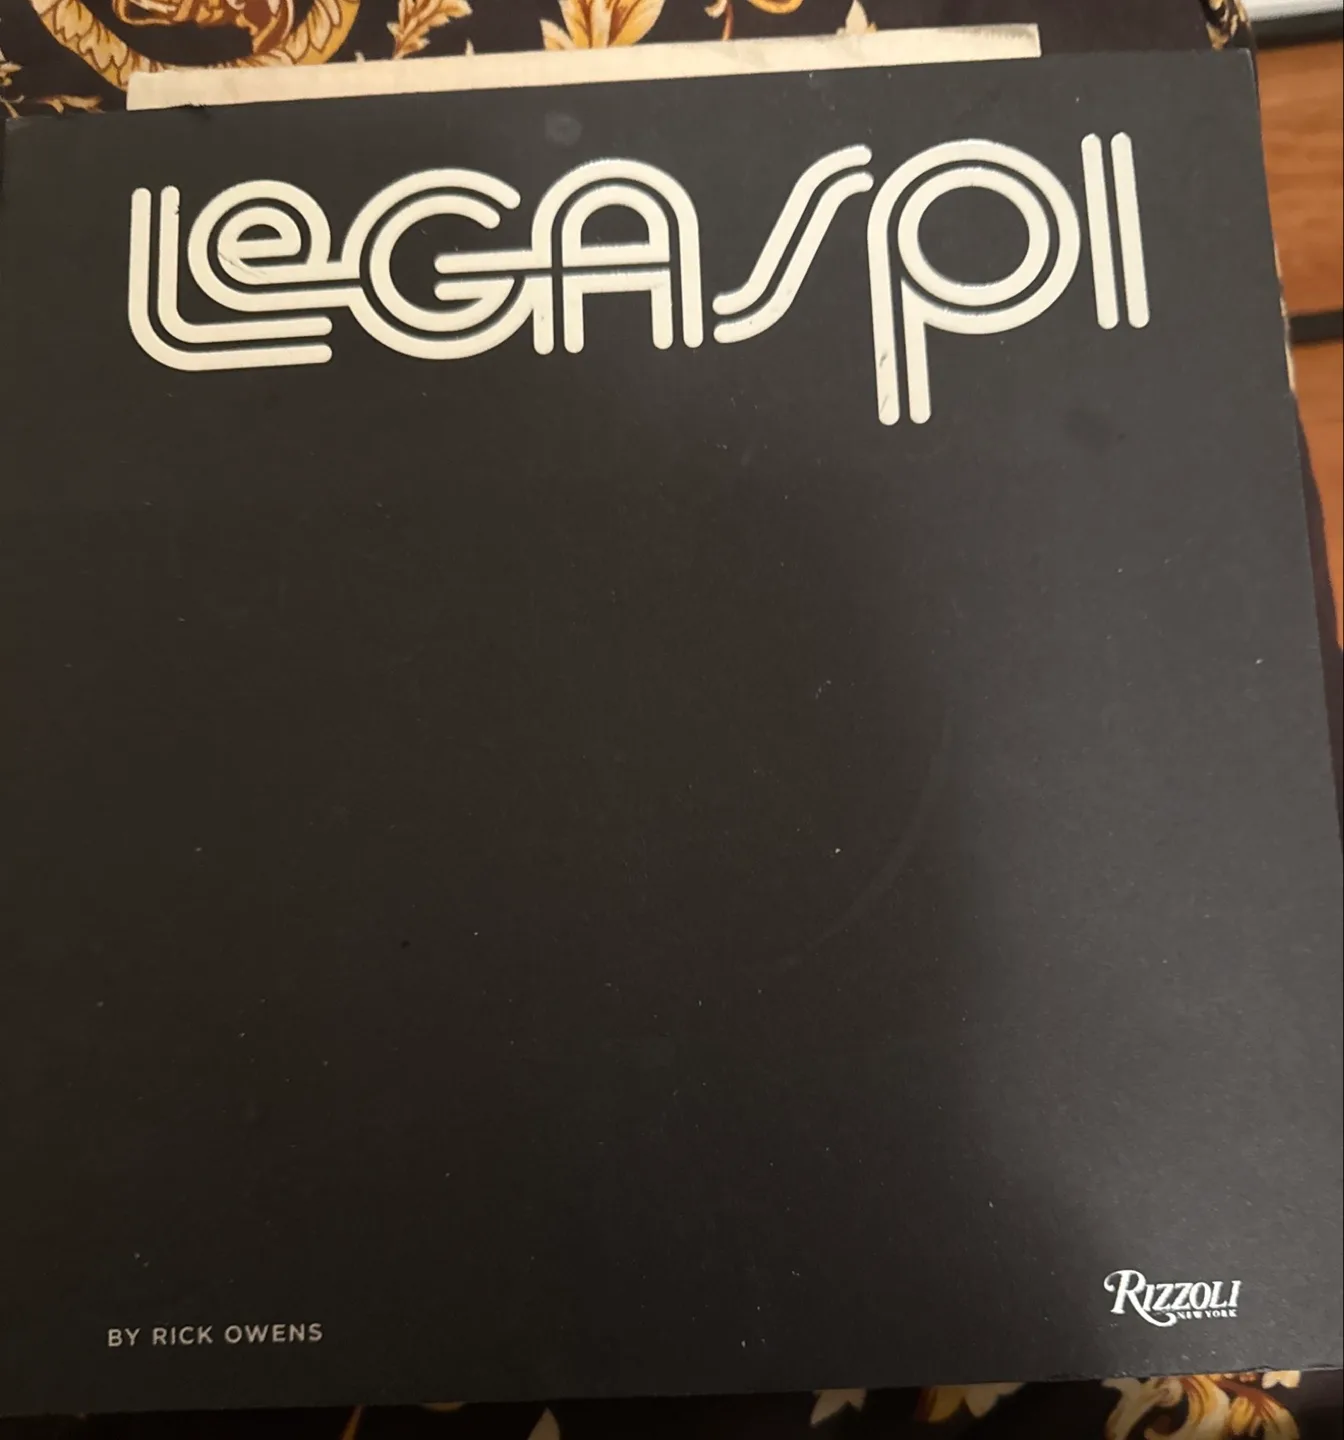 LeGASPI
BY RICK OWENS
RIZZOLI
NEW YORK